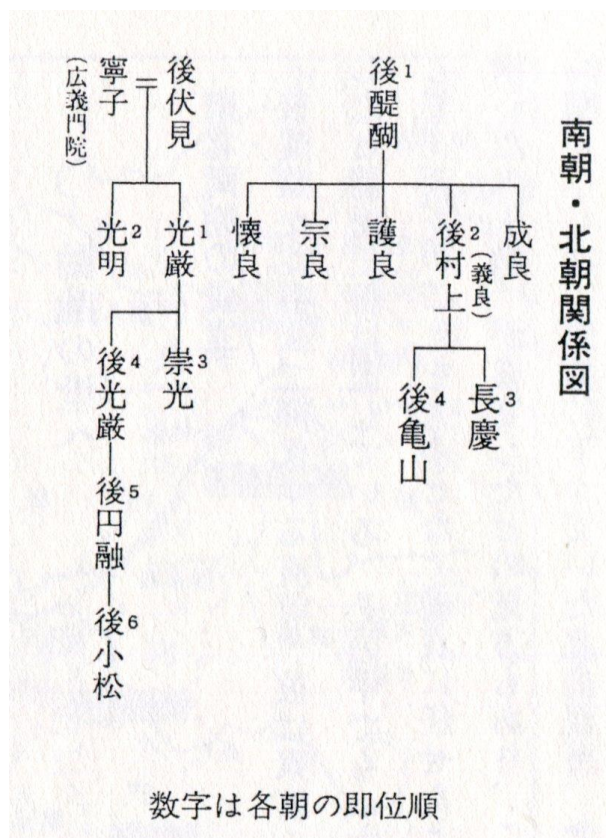 南朝・北朝関係図
後醍醐1
成良
後村上2(義良)
護良
宗良
懐良
長慶3
後亀山4
後伏見
寧子
(広義門院)
光厳1
光明2
崇光3
後光厳4
後円融5
後小松6
数字は各朝の即位順